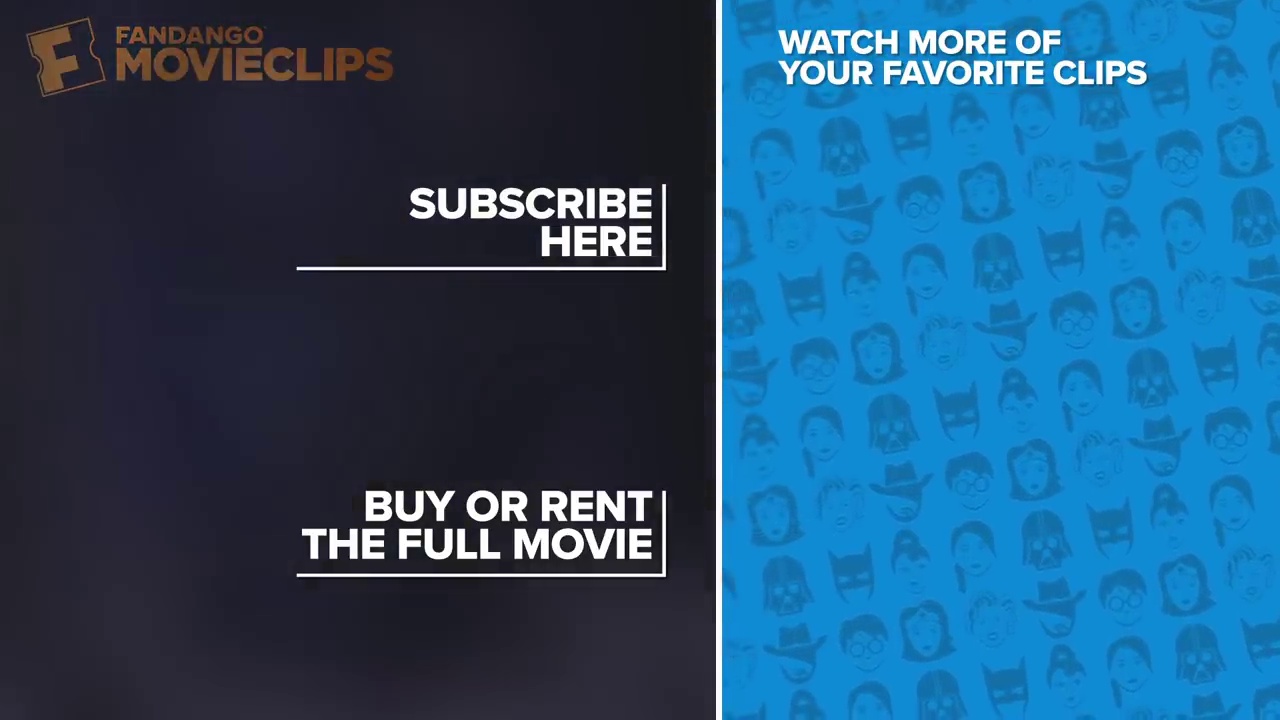 FANDANGO
MOVIECLIPS
SUBSCRIBE
HERE
BUY OR RENT
THE FULL MOVIE
WATCH MORE OF
YOUR FAVORITE CLIPS